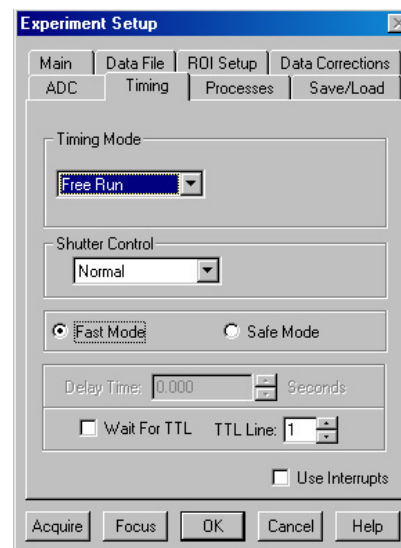 Experiment Setup
Main Data File ROI Setup Data Corrections
ADC Timing Processes Save/Load
Timing Mode
Free Run
Shutter Control
Normal
Fast Mode Safe Mode
Delay Time: 0.000 Seconds
Wait For TTL TTL Line: 1
Use Interrupts
Acquire Focus OK Cancel Help